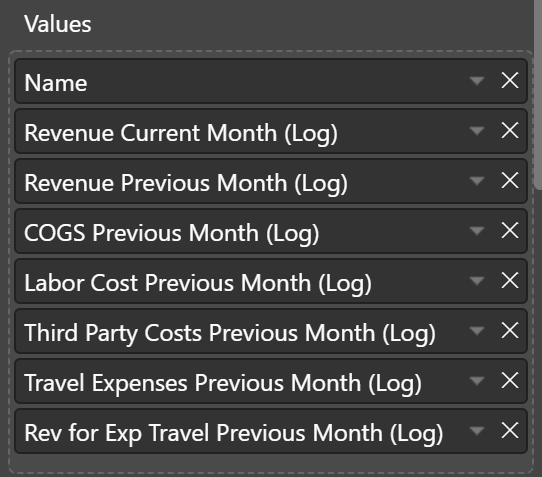 Values
Name
Revenue Current Month (Log)
Revenue Previous Month (Log)
COGS Previous Month (Log)
Labor Cost Previous Month (Log)
Third Party Costs Previous Month (Log)
Travel Expenses Previous Month (Log)
Rev for Exp Travel Previous Month (Log)